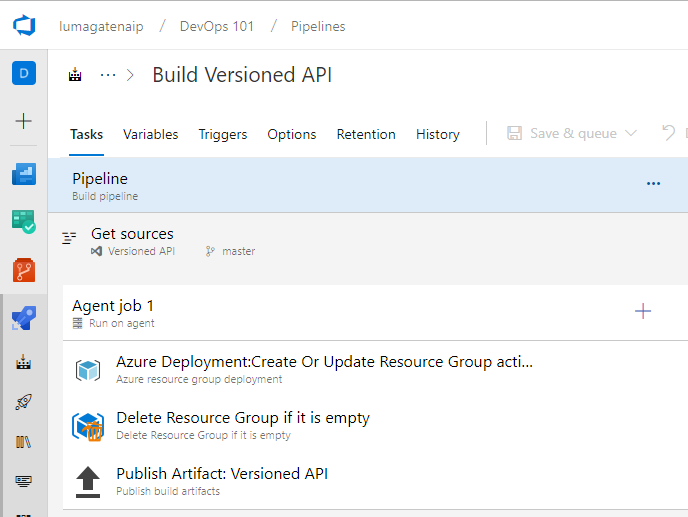 lumagatenaip / DevOps 101 / Pipelines
D
··· > Build Versioned API
Tasks Variables Triggers Options Retention History Save & queue
Pipeline
Build pipeline
Get sources
Versioned API master
Agent job 1
Run on agent
Azure Deployment:Create Or Update Resource Group acti...
Azure resource group deployment
Delete Resource Group if it is empty
Delete Resource Group if it is empty
Publish Artifact: Versioned API
Publish build artifacts